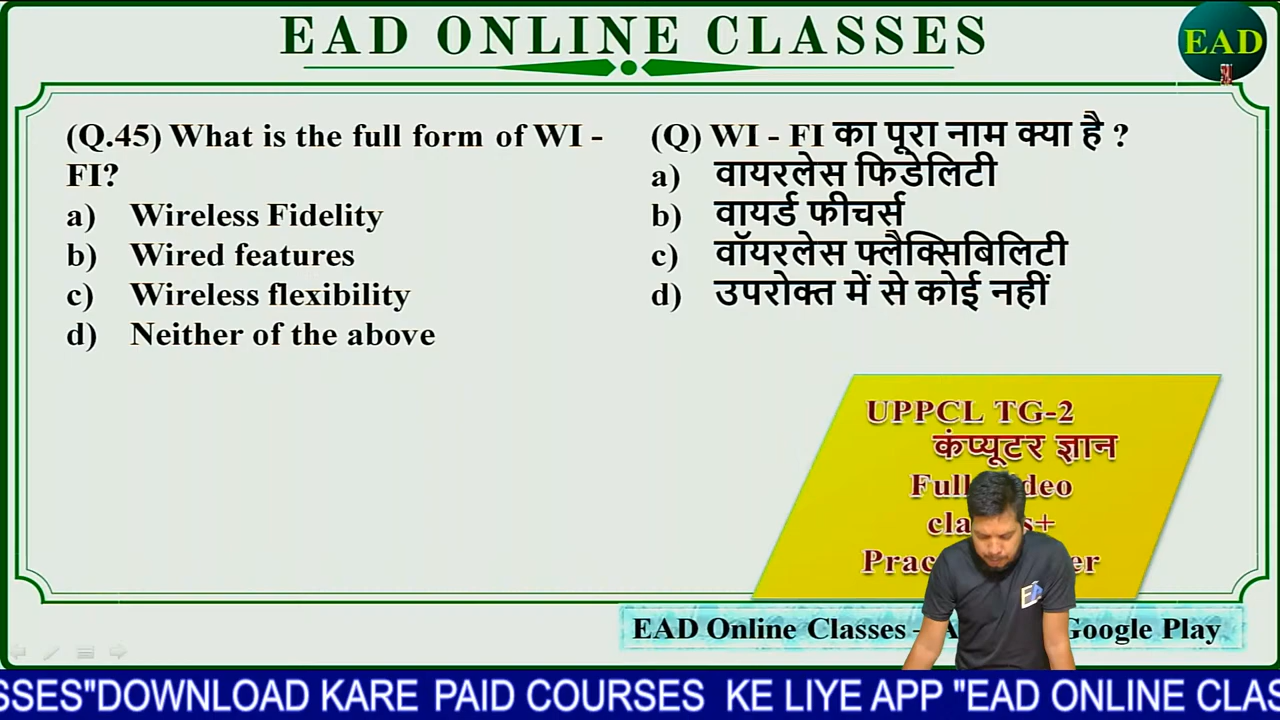 EAD ONLINE CLASSES
EAD
(Q.45) What is the full form of WI -
FI?
a) Wireless Fidelity
b) Wired features
c) Wireless flexibility
d) Neither of the above
(Q) WI - FI का पूरा नाम क्या है ?
a) वायरलेस फिडेलिटी
b) वायर्ड फीचर्स
c) वॉयरलेस फ्लैक्सिबिलिटी
d) उपरोक्त में से कोई नहीं
UPPCL TG-2
कंप्यूटर ज्ञान
EAD Online Classes - Google Play
SSES"DOWNLOAD KARE PAID COURSES KE LIYE APP "EAD ONLINE CLAS